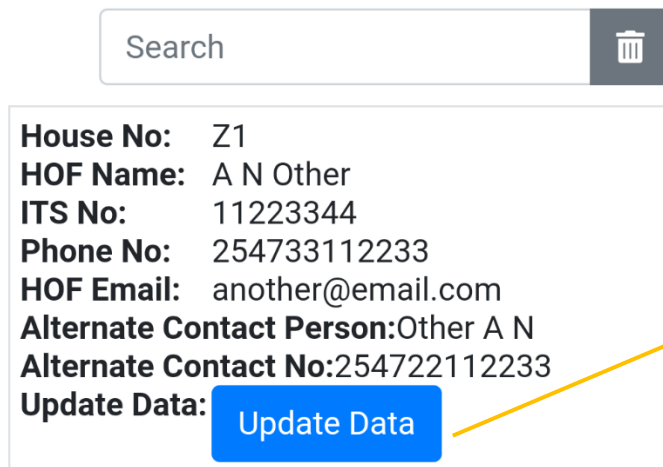 Search
House No: Z1
HOF Name: A N Other
ITS No: 11223344
Phone No: 254733112233
HOF Email: another@email.com
Alternate Contact Person:Other A N
Alternate Contact No:254722112233
Update Data: Update Data